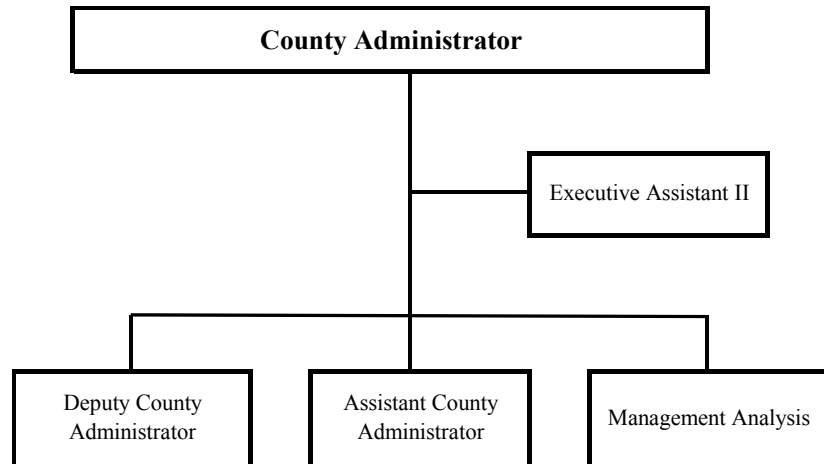 County Administrator
Executive Assistant II
Deputy County
Administrator
Assistant County
Administrator
Management Analysis